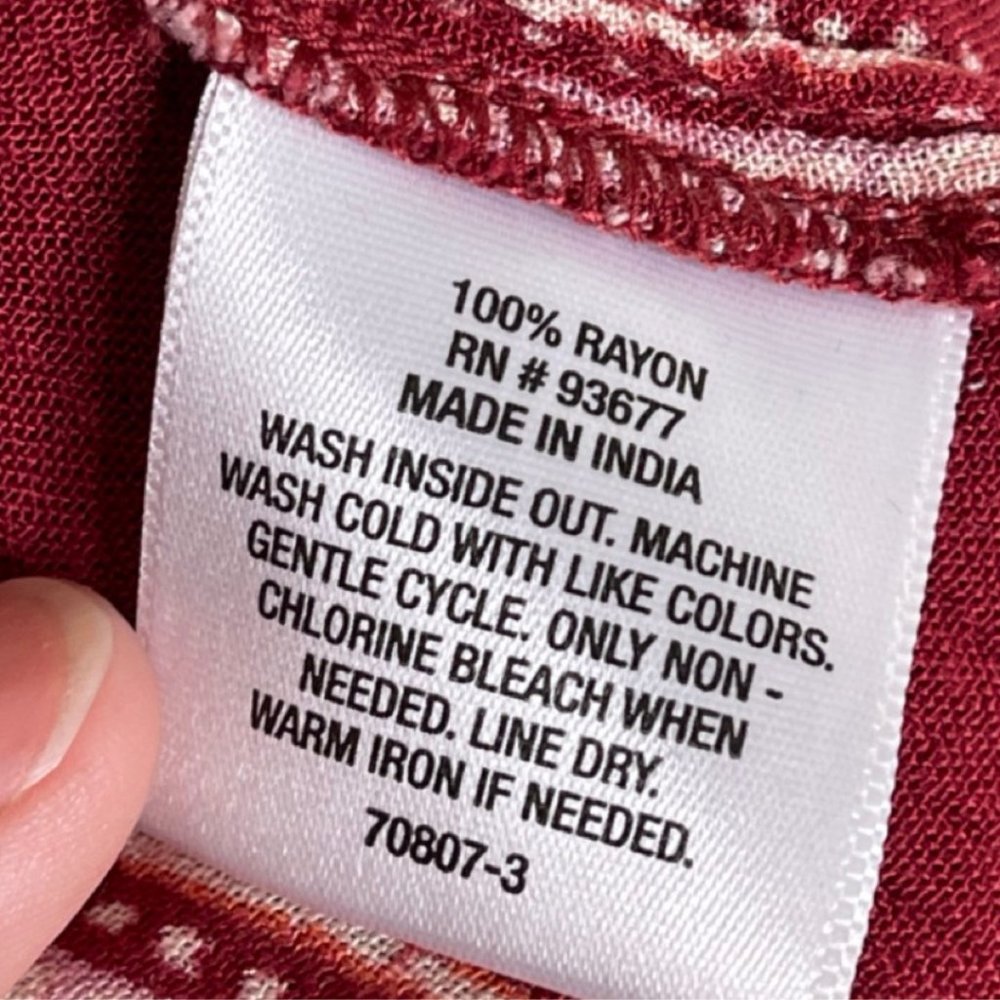 100% RAYON
RN # 93677
MADE IN INDIA
WASH INSIDE OUT. MACHINE
WASH COLD WITH LIKE COLORS.
GENTLE CYCLE. ONLY NON -
CHLORINE BLEACH WHEN
NEEDED. LINE DRY.
WARM IRON IF NEEDED.
70807-3